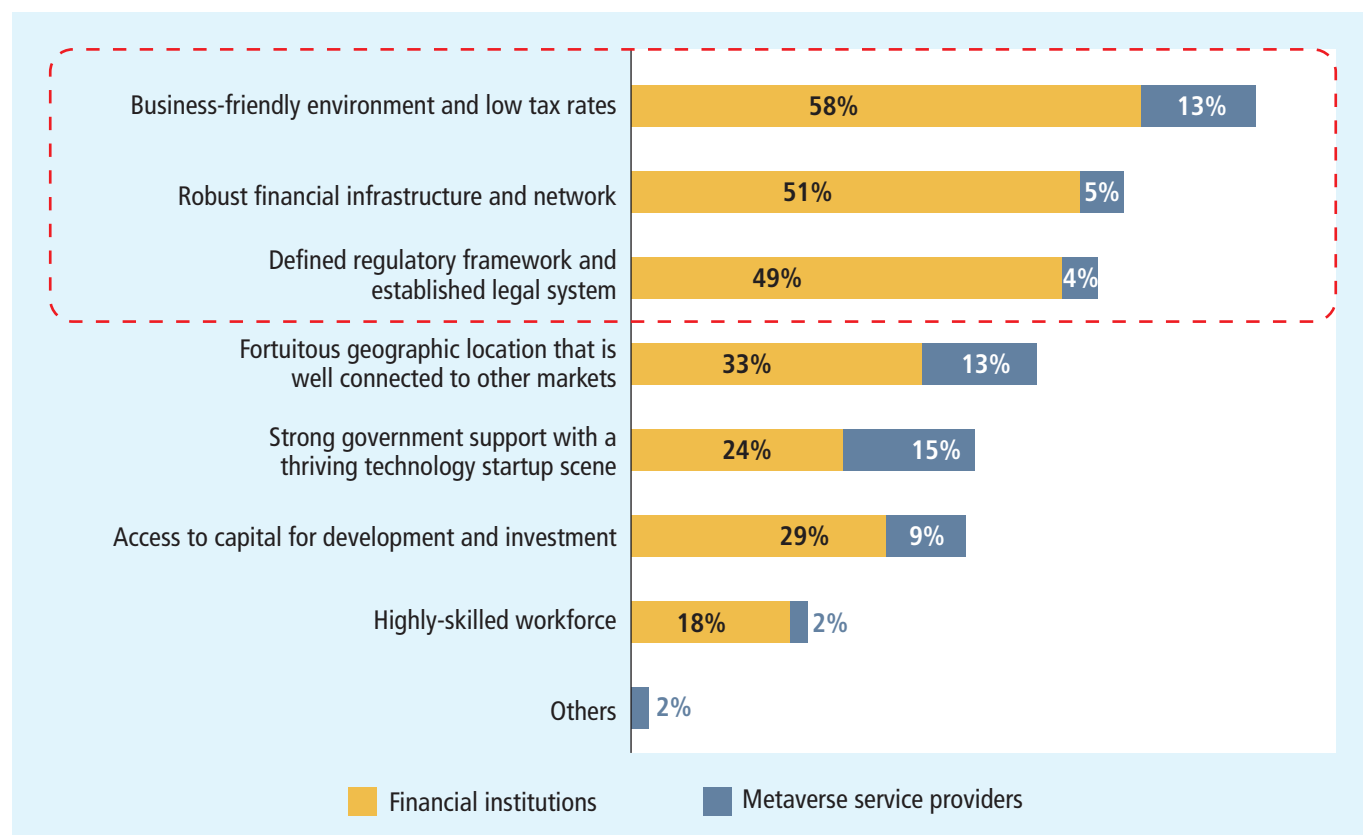 Business-friendly environment and low tax rates
58%
13%
Robust financial infrastructure and network
51%
5%
Defined regulatory framework and
established legal system
49%
4%
Fortuitous geographic location that is
well connected to other markets
33%
13%
Strong government support with a
thriving technology startup scene
24%
15%
Access to capital for development and investment
29%
9%
Highly-skilled workforce
18%
2%
Others
2%
Financial institutions
Metaverse service providers